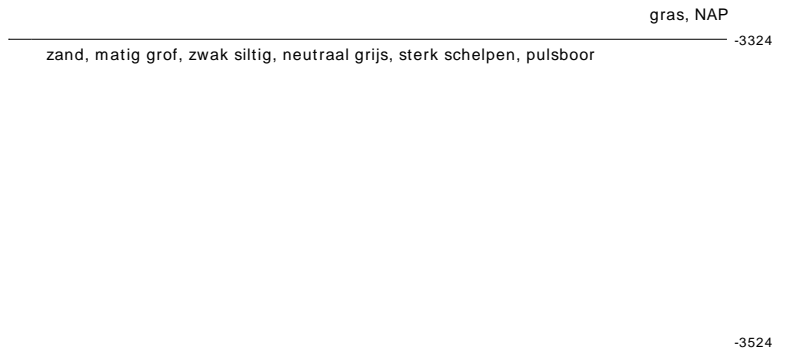 gras, NAP
-3324
zand, matig grof, zwak siltig, neutraal grijs, sterk schelpen, pulsboor
-3524